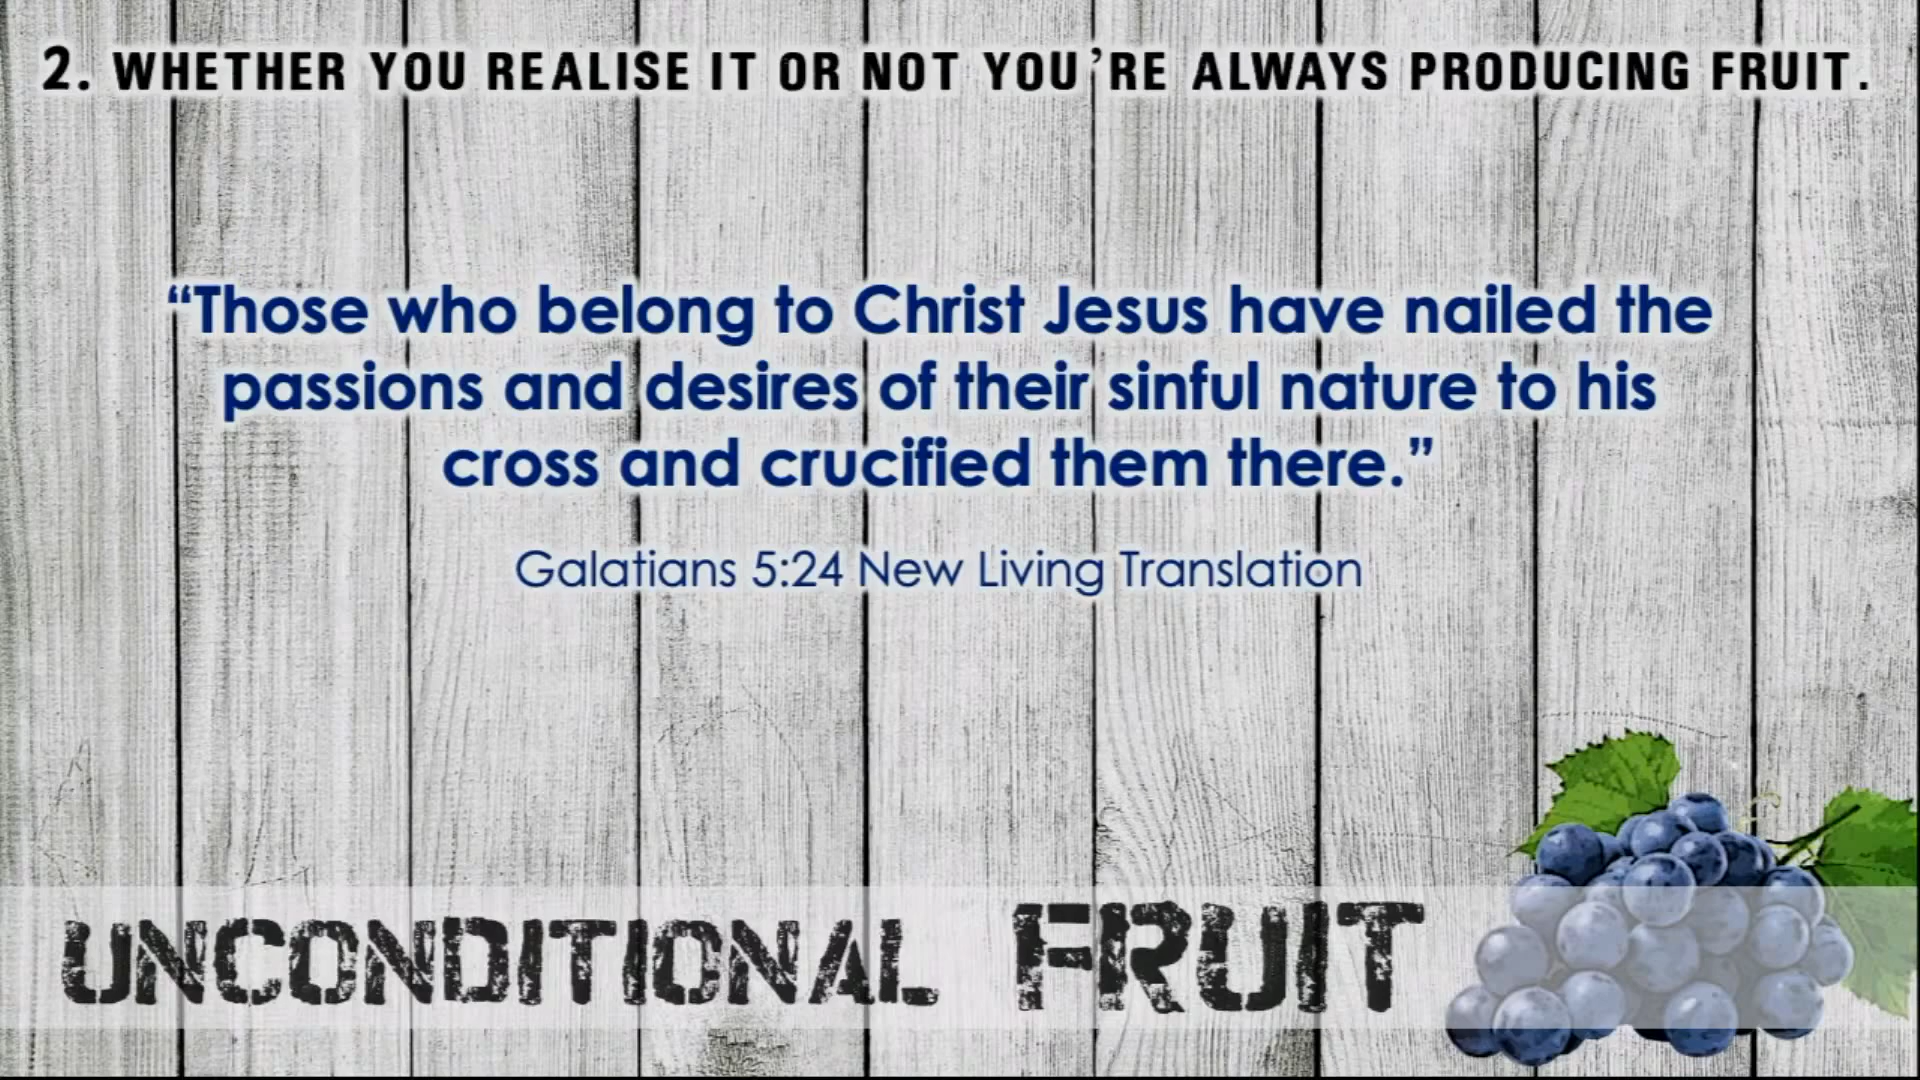 2. WHETHER YOU REALISE IT OR NOT YOU'RE ALWAYS PRODUCING FRUIT.
“Those who belong to Christ Jesus have nailed the
passions and desires of their sinful nature to his
cross and crucified them there.”
Galatians 5:24 New Living Translation
UNCONDITIONAL FRUIT